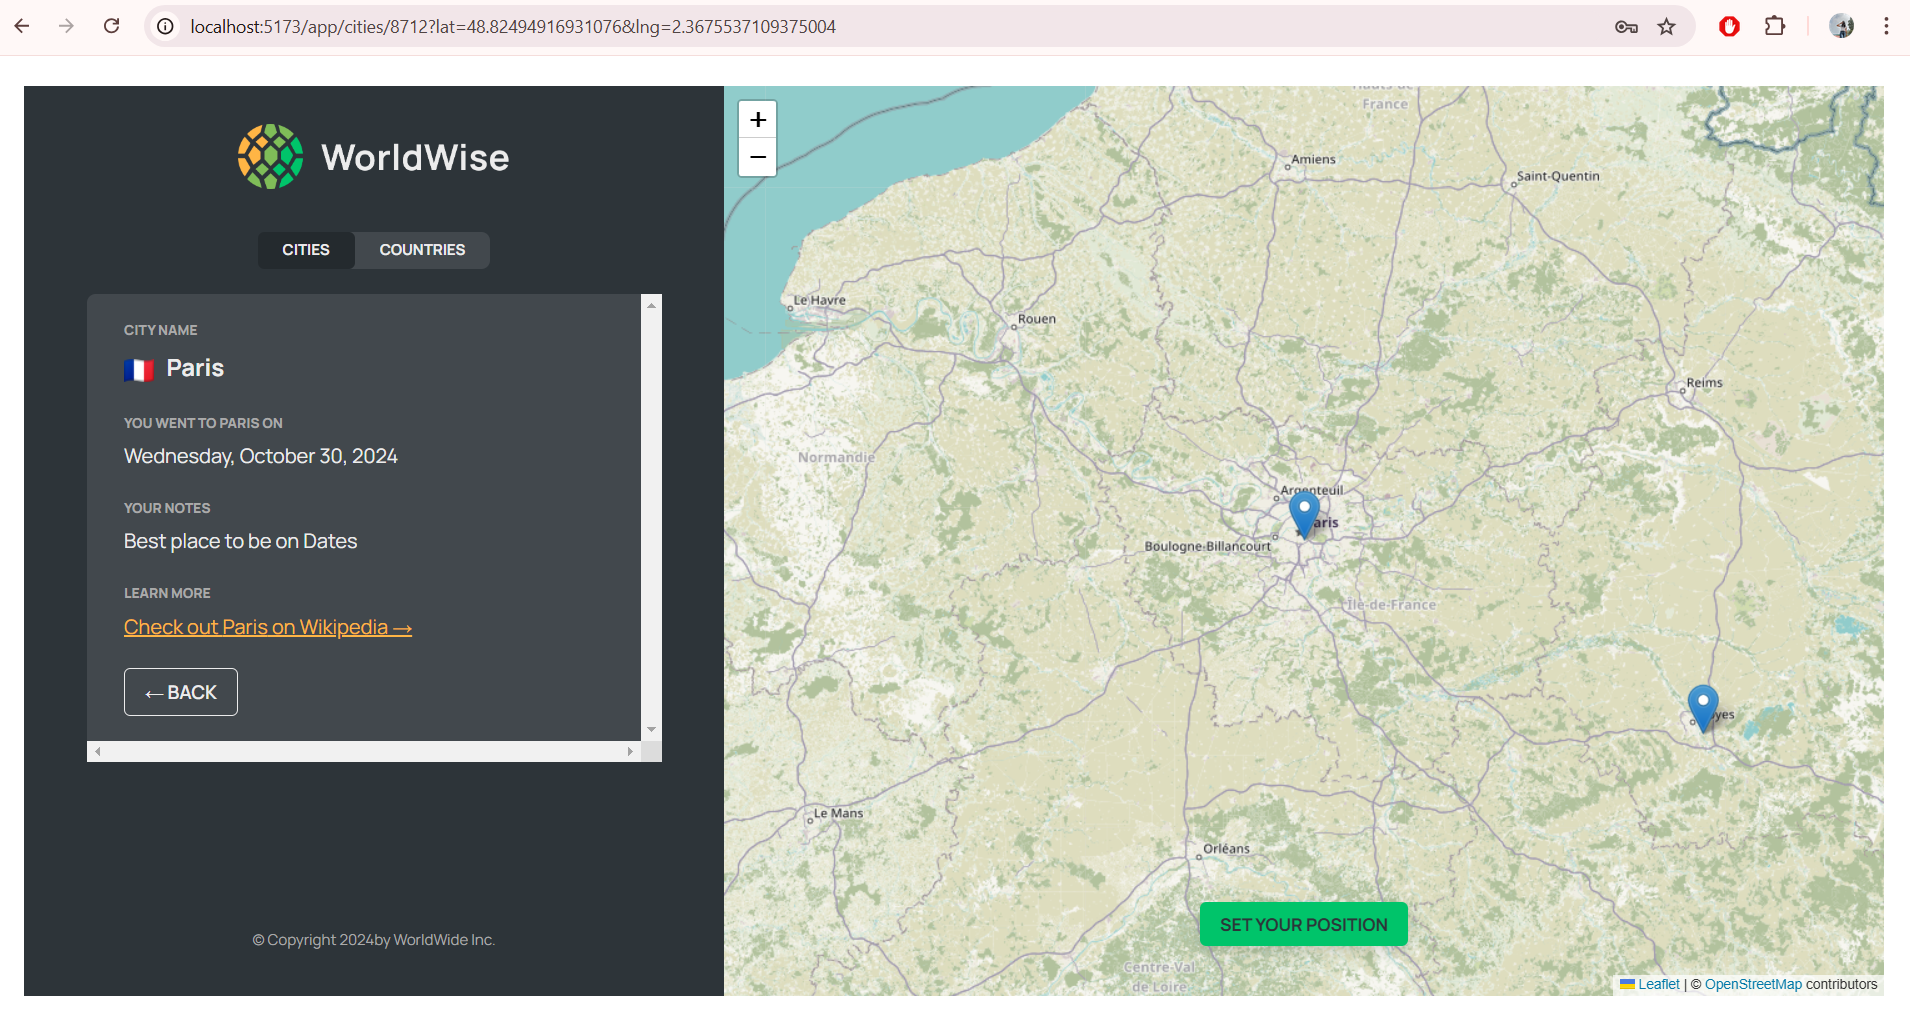 localhost:5173/app/cities/8712?lat=48.82494916931076&lng=2.3675537109375004
WorldWise
CITIES
COUNTRIES
CITY NAME
🇫🇷 Paris
YOU WENT TO PARIS ON
Wednesday, October 30, 2024
YOUR NOTES
Best place to be on Dates
LEARN MORE
Check out Paris on Wikipedia →
← BACK
© Copyright 2024by WorldWide Inc.
+
−
Hauts-de-
France
Amiens
Saint-Quentin
Le Havre
Rouen
Reims
Normandie
Argenteuil
aris
Boulogne-Billancourt
Île-de-France
yes
Le Mans
Orléans
SET YOUR POSITION
Centre-Val
de Loire
Leaflet | © OpenStreetMap contributors